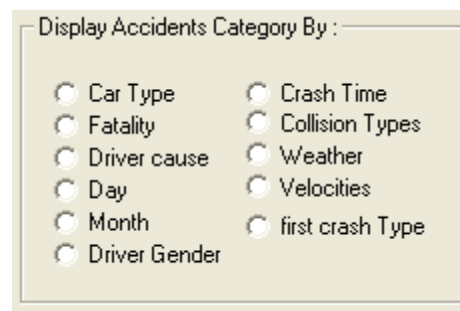 Display Accidents Category By :
Car Type
Fatality
Driver cause
Day
Month
Driver Gender
Crash Time
Collision Types
Weather
Velocities
first crash Type